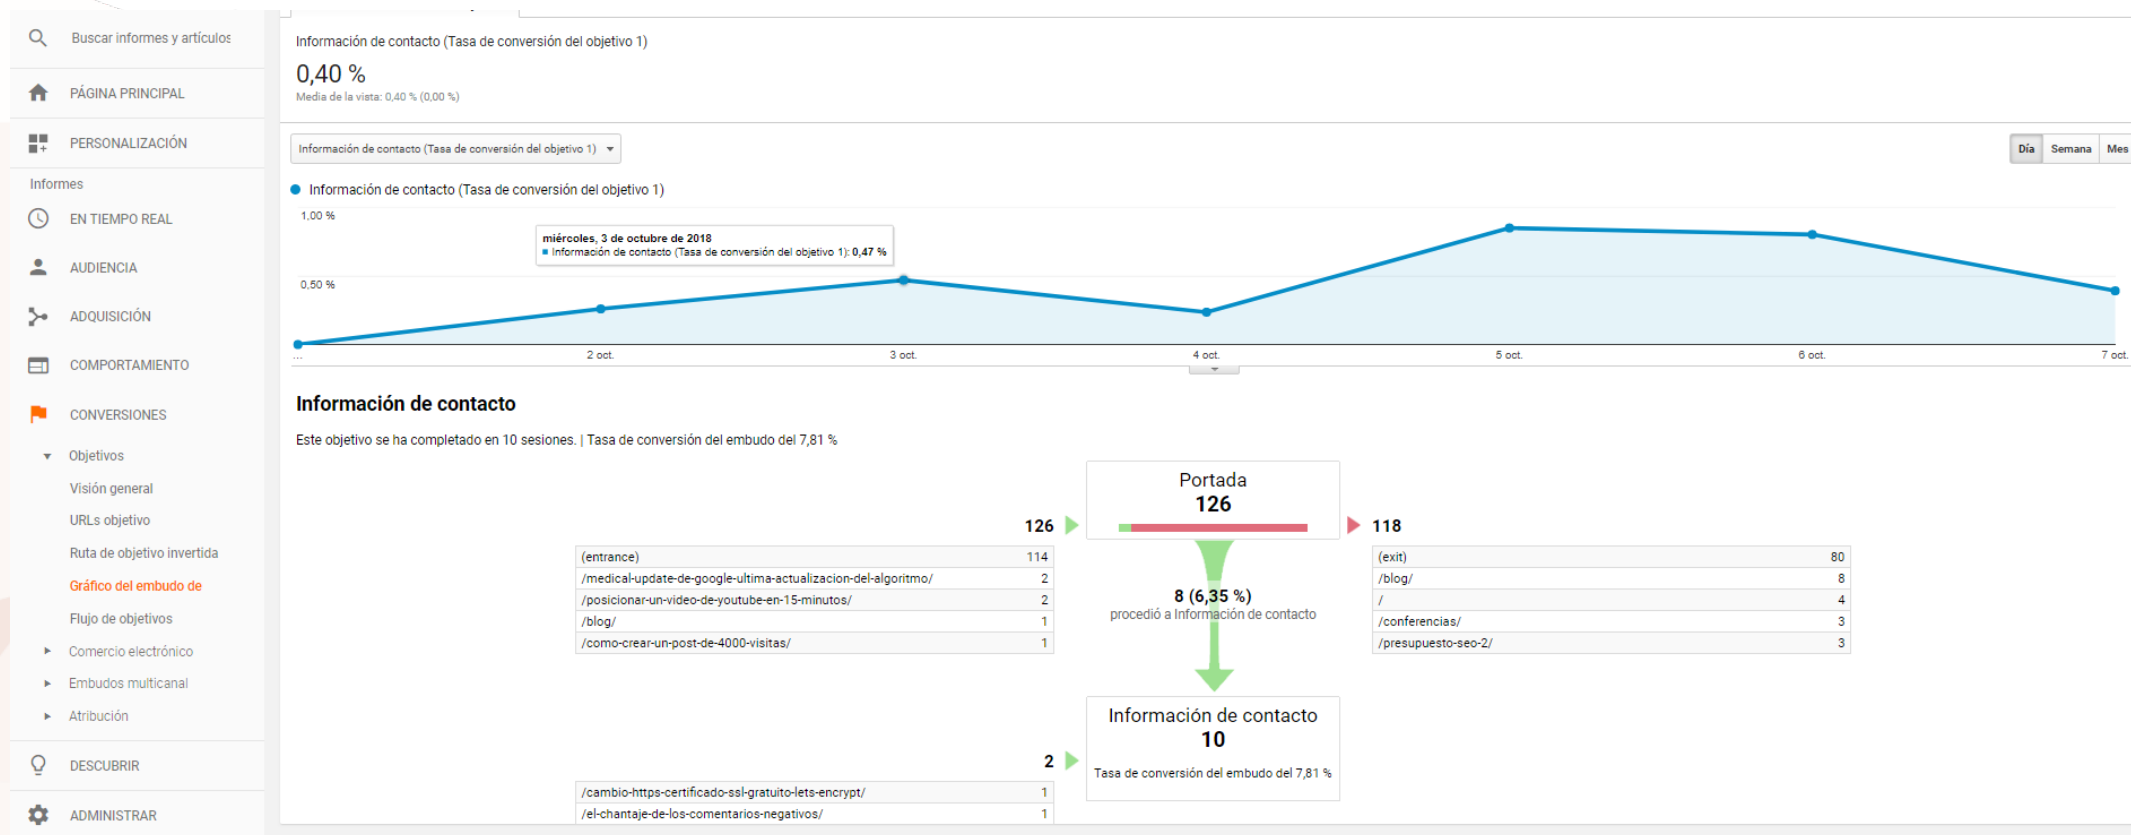 Buscar informes y artículos
PÁGINA PRINCIPAL
PERSONALIZACIÓN
Informes
EN TIEMPO REAL
AUDIENCIA
ADQUISICIÓN
COMPORTAMIENTO
CONVERSIONES
Objetivos
Visión general
URLs objetivo
Ruta de objetivo invertida
Gráfico del embudo de
Flujo de objetivos
Comercio electrónico
Embudos multicanal
Atribución
DESCUBRIR
ADMINISTRAR
Información de contacto (Tasa de conversión del objetivo 1)
0,40 %
Media de la vista: 0,40 % (0,00 %)
Información de contacto (Tasa de conversión del objetivo 1)
Día Semana Mes
Información de contacto (Tasa de conversión del objetivo 1)
1,00 %
miércoles, 3 de octubre de 2018
Información de contacto (Tasa de conversión del objetivo 1): 0,47 %
0,50 %
... 2 oct. 3 oct. 4 oct. 5 oct. 6 oct. 7 oct.
Información de contacto
Este objetivo se ha completado en 10 sesiones. | Tasa de conversión del embudo del 7,81 %
Portada
126
126
118
(entrance) 114
/medical-update-de-google-ultima-actualizacion-del-algoritmo/ 2
/posicionar-un-video-de-youtube-en-15-minutos/ 2
/blog/ 1
/como-crear-un-post-de-4000-visitas/ 1
8 (6,35 %)
procedió a Información de contacto
(exit) 80
/blog/ 8
/ 4
/conferencias/ 3
/presupuesto-seo-2/ 3
Información de contacto
10
Tasa de conversión del embudo del 7,81 %
2
/cambio-https-certificado-ssl-gratuito-lets-encrypt/ 1
/el-chantaje-de-los-comentarios-negativos/ 1